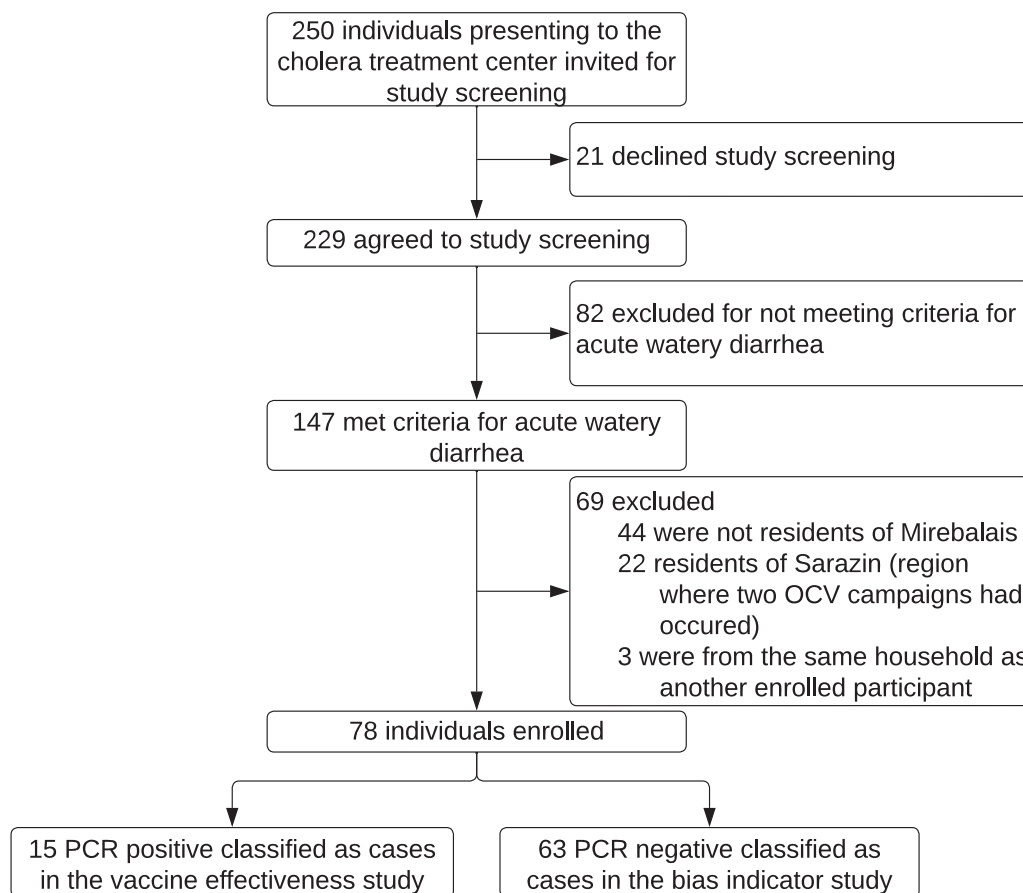 250 individuals presenting to the
cholera treatment center invited for
study screening
21 declined study screening
229 agreed to study screening
82 excluded for not meeting criteria for
acute watery diarrhea
147 met criteria for acute watery
diarrhea
69 excluded
44 were not residents of Mirebalais
22 residents of Sarazin (region
where two OCV campaigns had
occured)
3 were from the same household as
another enrolled participant
78 individuals enrolled
15 PCR positive classified as cases
in the vaccine effectiveness study
63 PCR negative classified as
cases in the bias indicator study